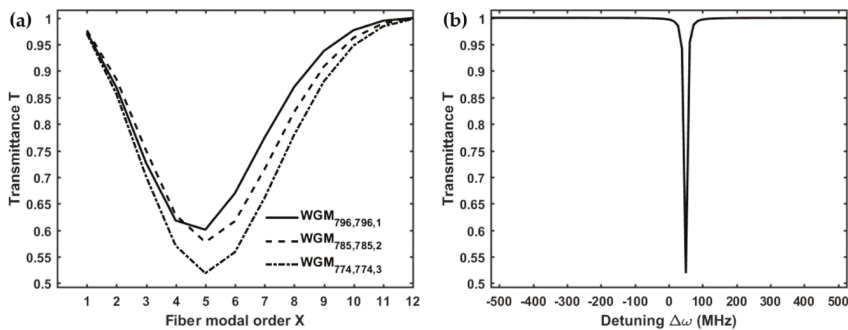 (a)
Transmittance T
1
0.95
0.9
0.85
0.8
0.75
0.7
0.65
0.6
0.55
0.5
WGM796,796,1
WGM785,785,2
WGM774,774,3
1 2 3 4 5 6 7 8 9 10 11 12
Fiber modal order X
(b)
Transmittance T
1
0.95
0.9
0.85
0.8
0.75
0.7
0.65
0.6
0.55
0.5
-500 -400 -300 -200 -100 0 100 200 300 400 500
Detuning Δω (MHz)